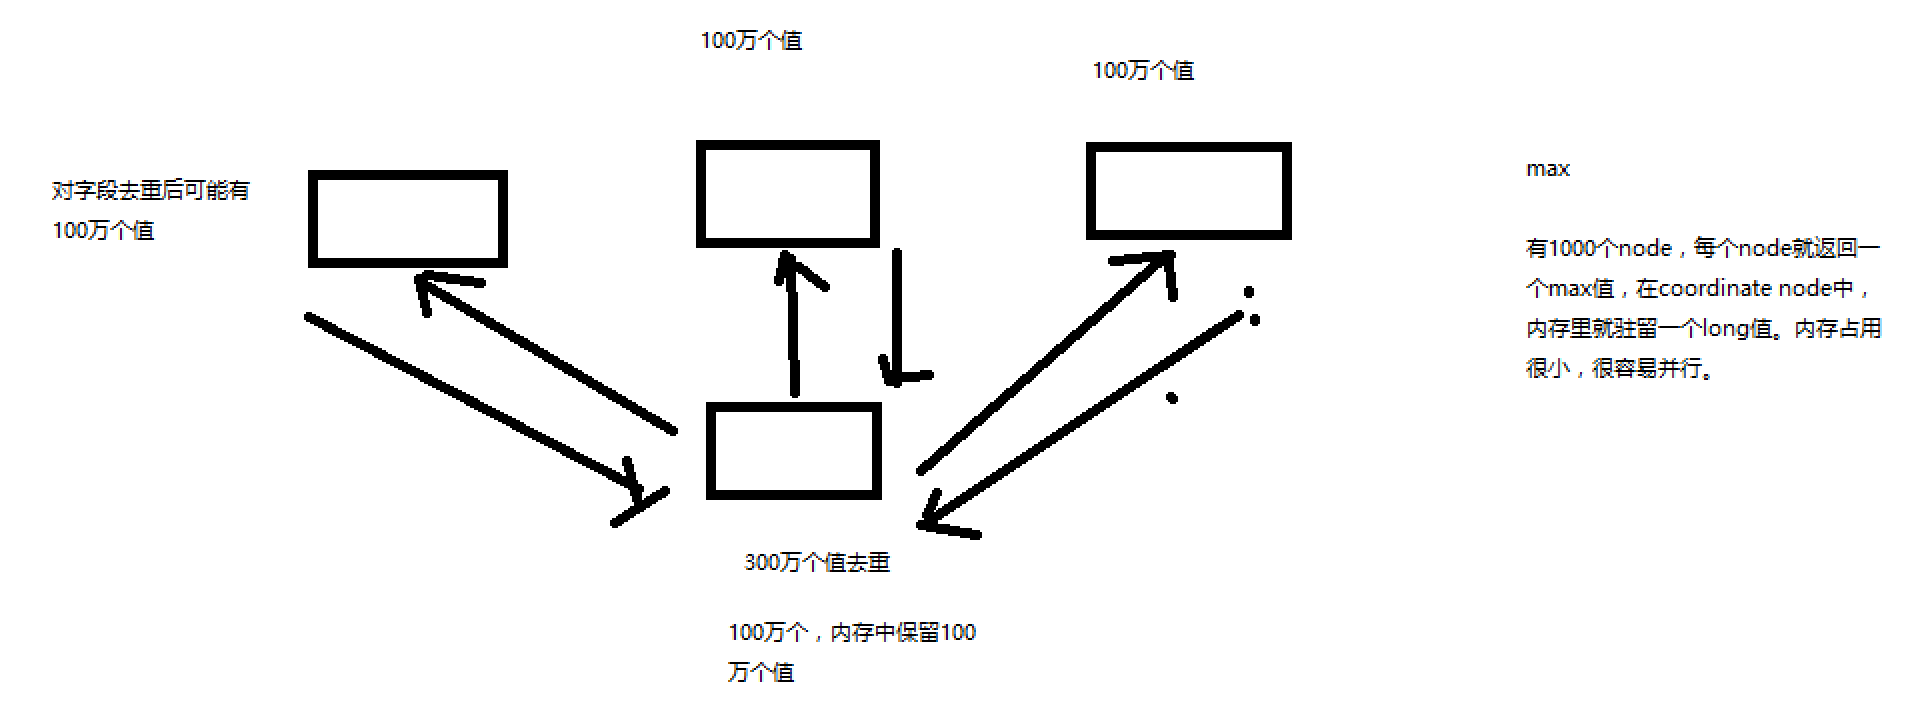 100万个值
100万个值
对字段去重后可能有
100万个值
max
有1000个node，每个node就返回一
个max值，在coordinate node中，
内存里就驻留一个long值。内存占用
很小，很容易并行。
300万个值去重
100万个，内存中保留100
万个值